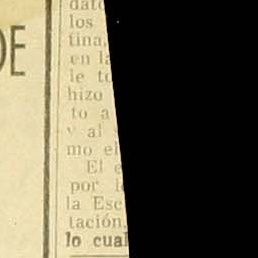 DE
dato
los
tina,
en la
le to
hizo
to a
y al
mo el
El e
por l
la Esc
tación,
lo cual